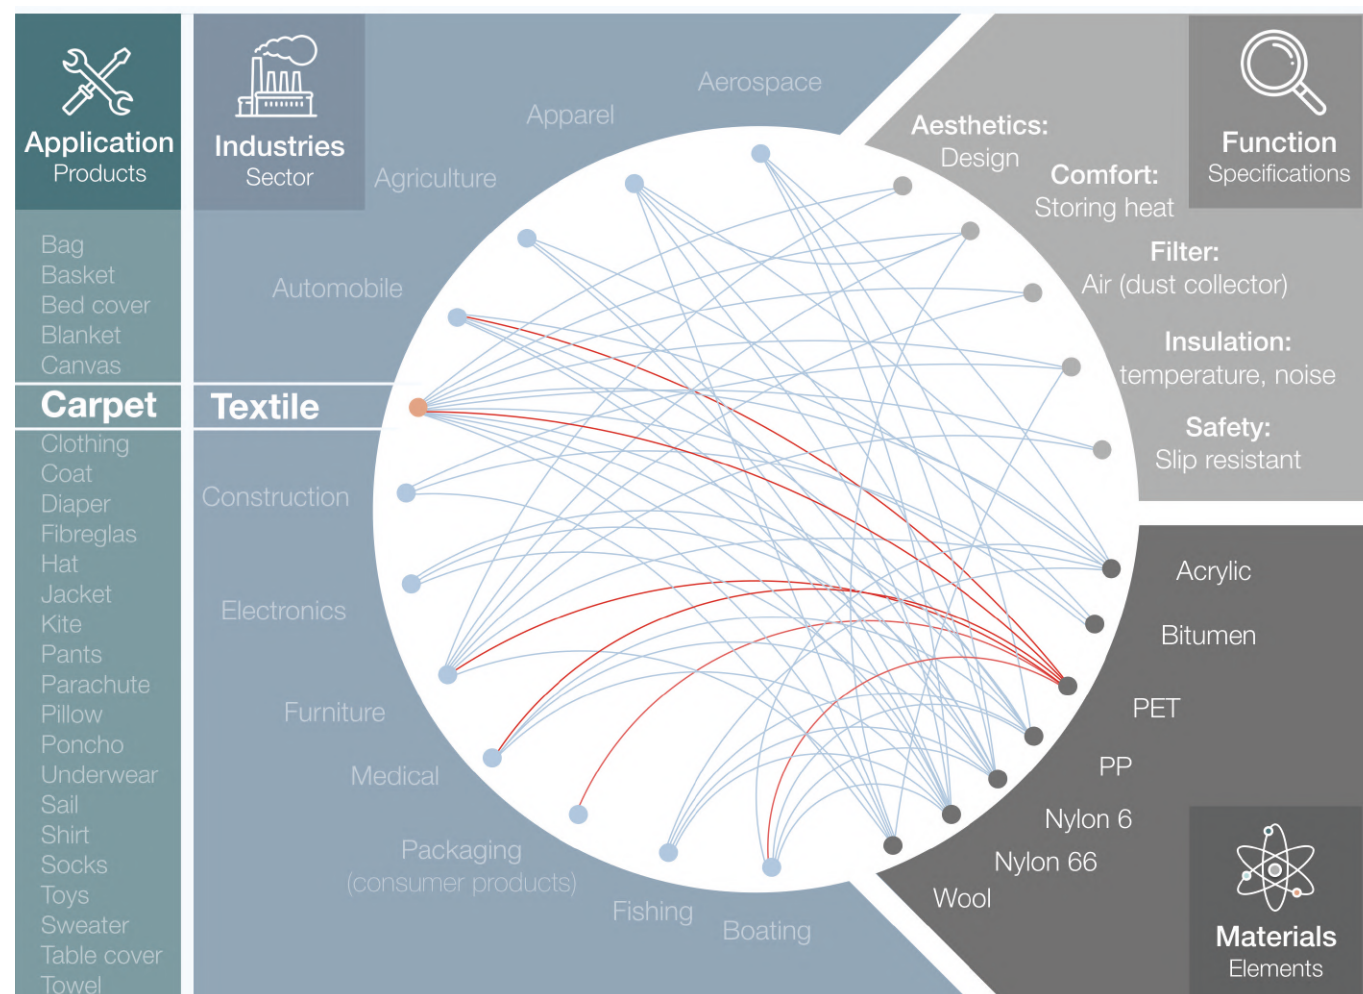 Application
Products
Bag
Basket
Bed cover
Blanket
Canvas
Carpet
Clothing
Coat
Diaper
Fibreglas
Hat
Jacket
Kite
Pants
Parachute
Pillow
Poncho
Underwear
Sail
Shirt
Socks
Toys
Sweater
Table cover
Towel
Industries
Sector
Aerospace
Apparel
Agriculture
Automobile
Textile
Construction
Electronics
Furniture
Medical
Packaging
(consumer products)
Fishing
Boating
Function
Specifications
Aesthetics:
Design
Comfort:
Storing heat
Filter:
Air (dust collector)
Insulation:
temperature, noise
Safety:
Slip resistant
Acrylic
Bitumen
PET
PP
Nylon 6
Nylon 66
Wool
Materials
Elements